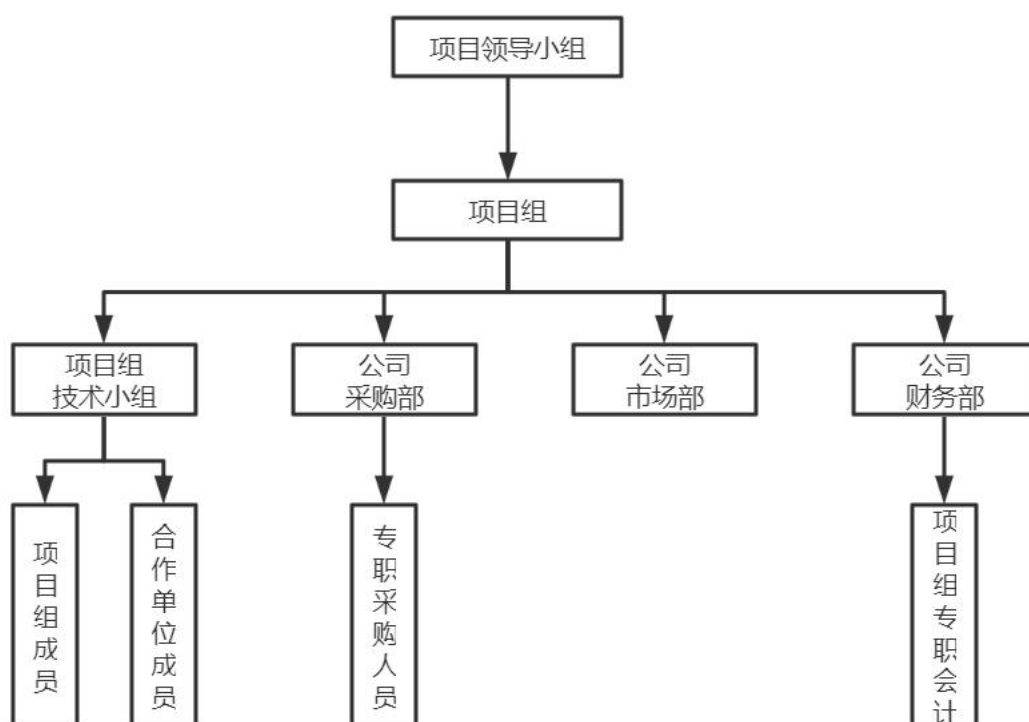 项目领导小组
项目组
项目组
技术小组
公司
采购部
公司
市场部
公司
财务部
项目组成员
合作单位成员
专职采购人员
项目组专职会计